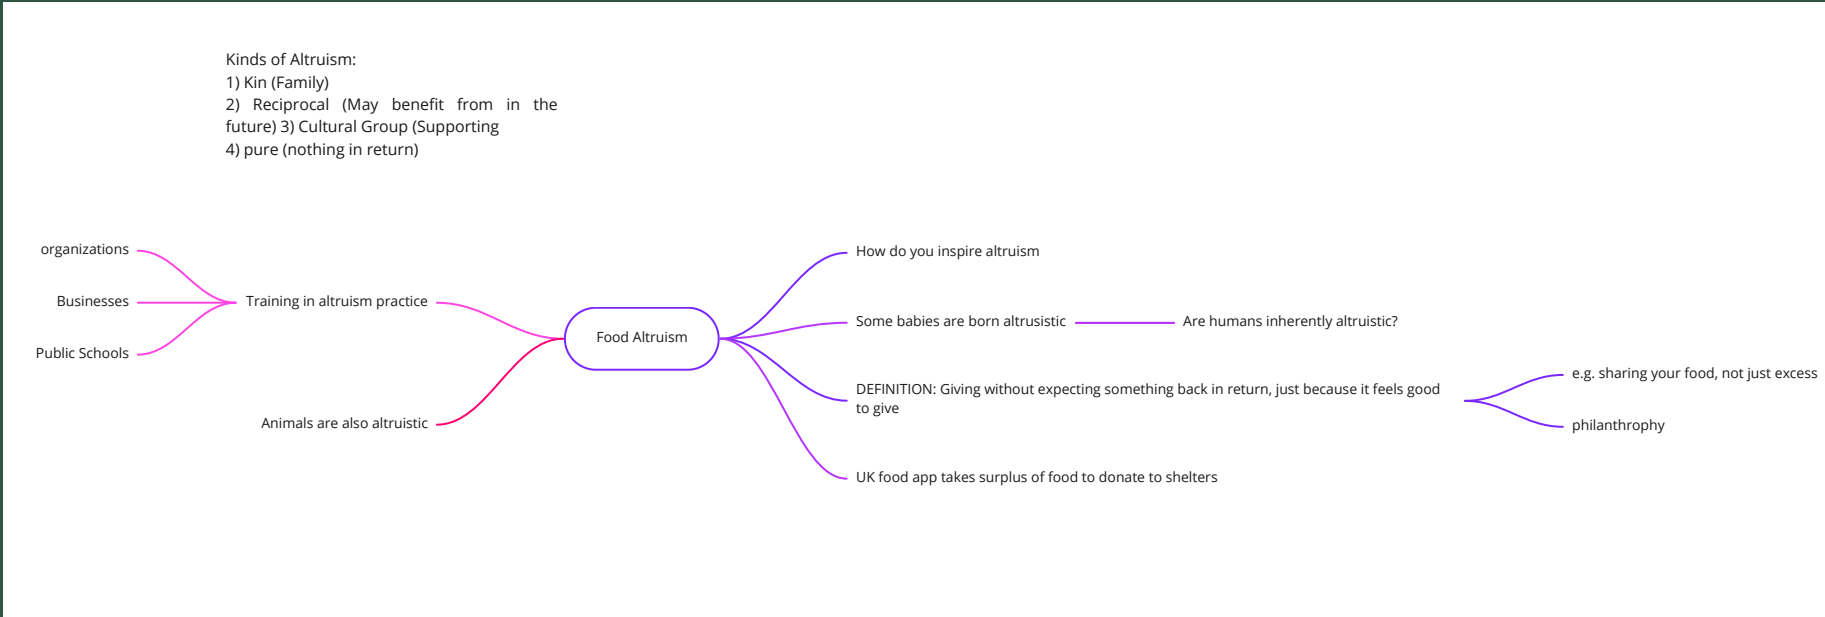 Kinds of Altruism:
1) Kin (Family)
2) Reciprocal (May benefit from in the
future) 3) Cultural Group (Supporting
4) pure (nothing in return)
organizations
Businesses
Public Schools
Training in altruism practice
Animals are also altruistic
Food Altruism
How do you inspire altruism
Some babies are born altrusistic
Are humans inherently altruistic?
DEFINITION: Giving without expecting something back in return, just because it feels good
to give
e.g. sharing your food, not just excess
philanthrophy
UK food app takes surplus of food to donate to shelters